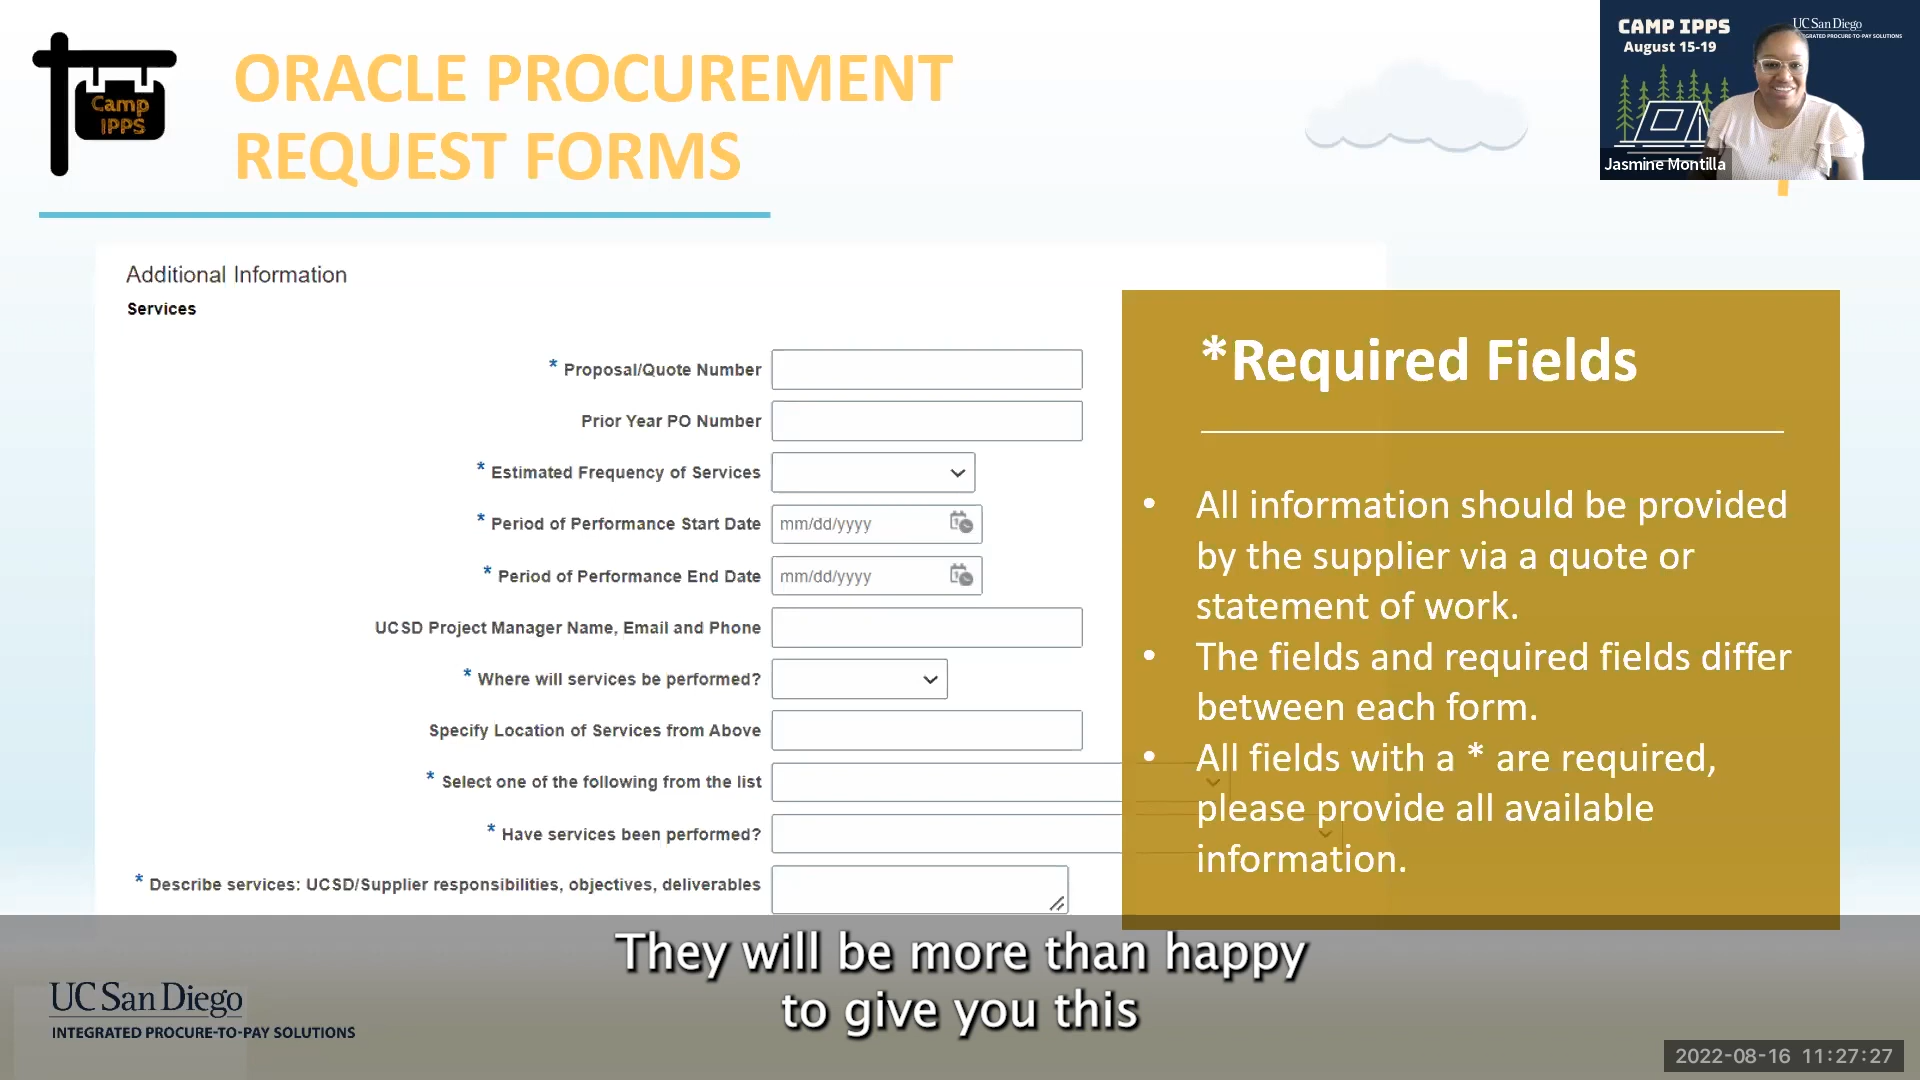 Camp
IPPS
ORACLE PROCUREMENT
REQUEST FORMS
CAMP IPPS
August 15-19
UC San Diego
Jasmine Montilla
Additional Information
Services
* Proposal/Quote Number
Prior Year PO Number
* Estimated Frequency of Services
* Period of Performance Start Date mm/dd/yyyy
* Period of Performance End Date mm/dd/yyyy
UCSD Project Manager Name, Email and Phone
* Where will services be performed?
Specify Location of Services from Above
* Select one of the following from the list
* Have services been performed?
* Describe services: UCSD/Supplier responsibilities, objectives, deliverables
*Required Fields
• All information should be provided
by the supplier via a quote or
statement of work.
• The fields and required fields differ
between each form.
• All fields with a * are required,
please provide all available
information.
They will be more than happy
to give you this
UC San Diego
INTEGRATED PROCURE-TO-PAY SOLUTIONS
2022-08-16 11:27:27